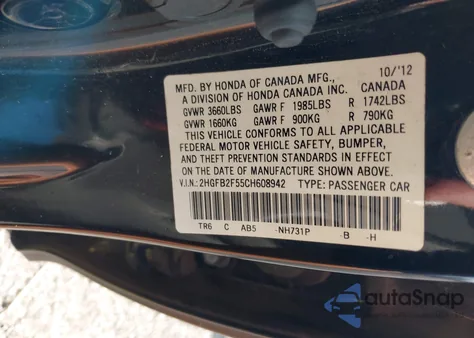 10/'12
MFD. BY HONDA OF CANADA MFG.,
A DIVISION OF HONDA CANADA INC. CANADA
GVWR 3660LBS GAWR F 1985LBS R 1742LBS
GVWR 1660KG GAWR F 900KG R 790KG
THIS VEHICLE CONFORMS TO ALL APPLICABLE
FEDERAL MOTOR VEHICLE SAFETY, BUMPER,
AND THEFT PREVENTION STANDARDS IN EFFECT
ON THE DATE OF MANUFACTURE SHOWN ABOVE.
V.I.N.: 2HGFB2F55CH608942 TYPE: PASSENGER CAR
TR6 C AB5 -NH731P -B -H
autoSnap